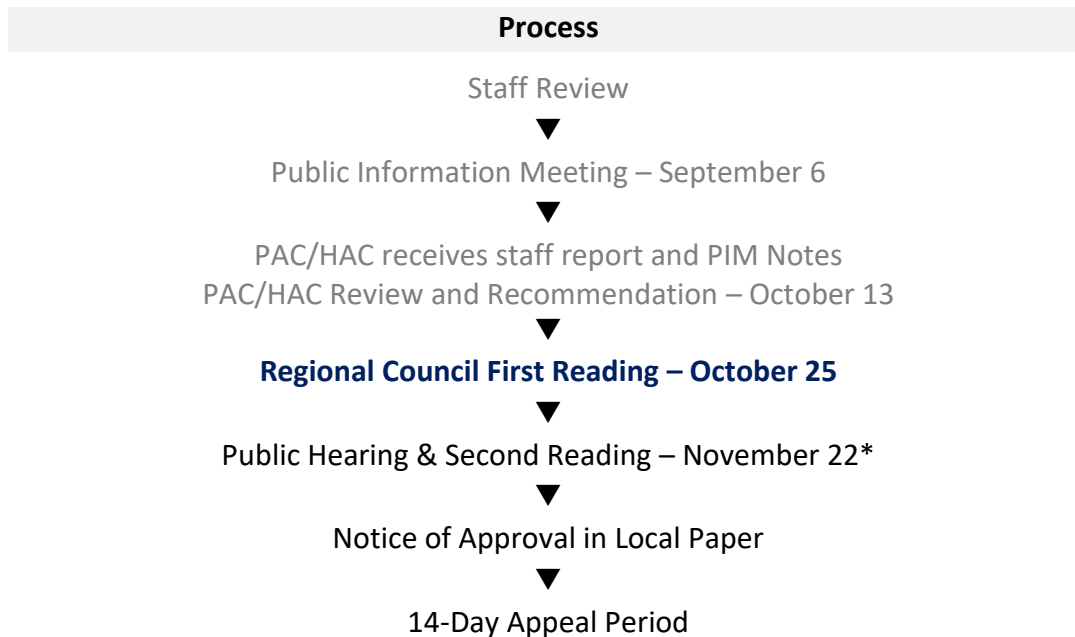 Process
Staff Review
Public Information Meeting – September 6
PAC/HAC receives staff report and PIM Notes
PAC/HAC Review and Recommendation – October 13
Regional Council First Reading – October 25
Public Hearing & Second Reading – November 22*
Notice of Approval in Local Paper
14-Day Appeal Period